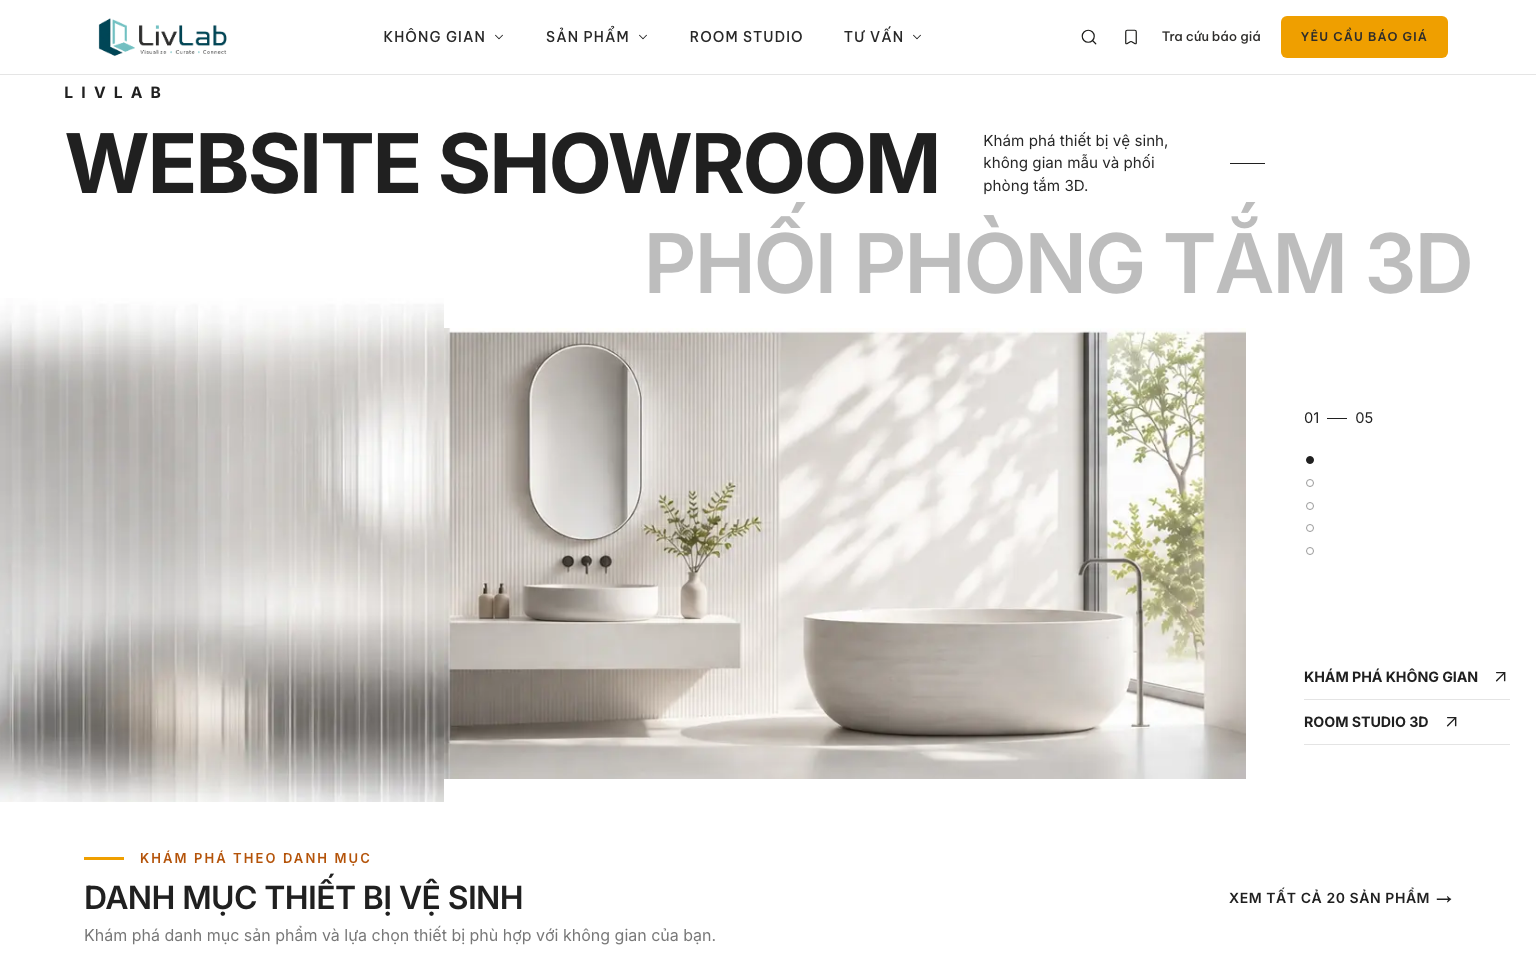 LivLab
Visualize • Curate • Connect
KHÔNG GIAN
SẢN PHẨM
ROOM STUDIO
TƯ VẤN
Tra cứu báo giá
YÊU CẦU BÁO GIÁ
LIVLAB
WEBSITE SHOWROOM
Khám phá thiết bị vệ sinh,
không gian mẫu và phối
phòng tắm 3D.
PHỐI PHÒNG TẮM 3D
01 — 05
KHÁM PHÁ KHÔNG GIAN
ROOM STUDIO 3D
KHÁM PHÁ THEO DANH MỤC
DANH MỤC THIẾT BỊ VỆ SINH
XEM TẤT CẢ 20 SẢN PHẨM →
Khám phá danh mục sản phẩm và lựa chọn thiết bị phù hợp với không gian của bạn.